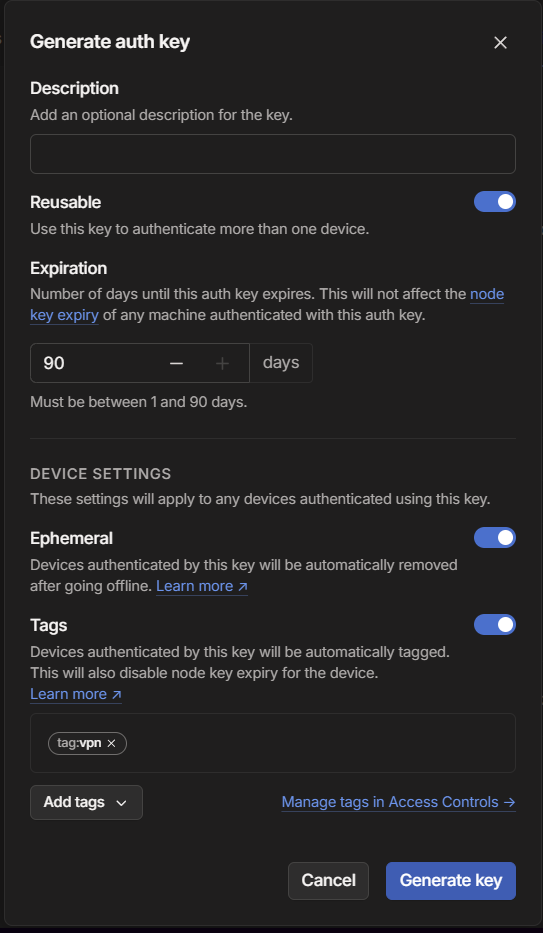 Generate auth key
Description
Add an optional description for the key.
Reusable
Use this key to authenticate more than one device.
Expiration
Number of days until this auth key expires. This will not affect the node
key expiry of any machine authenticated with this auth key.
90 days
Must be between 1 and 90 days.
DEVICE SETTINGS
These settings will apply to any devices authenticated using this key.
Ephemeral
Devices authenticated by this key will be automatically removed
after going offline. Learn more ↗
Tags
Devices authenticated by this key will be automatically tagged.
This will also disable node key expiry for the device.
Learn more ↗
tag:vpn
Add tags Manage tags in Access Controls →
Cancel Generate key